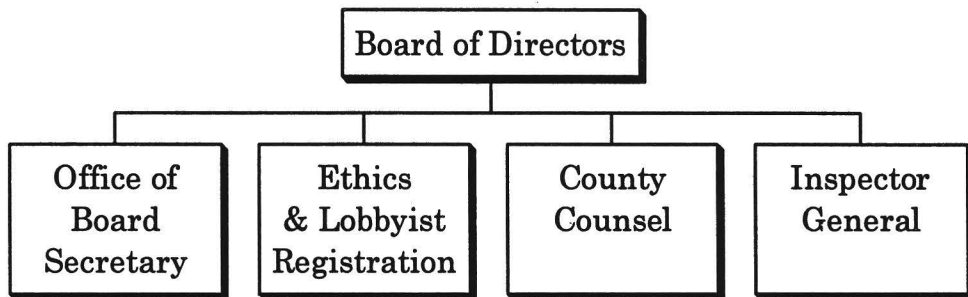 Board of Directors
Office of
Board
Secretary
Ethics
& Lobbyist
Registration
County
Counsel
Inspector
General